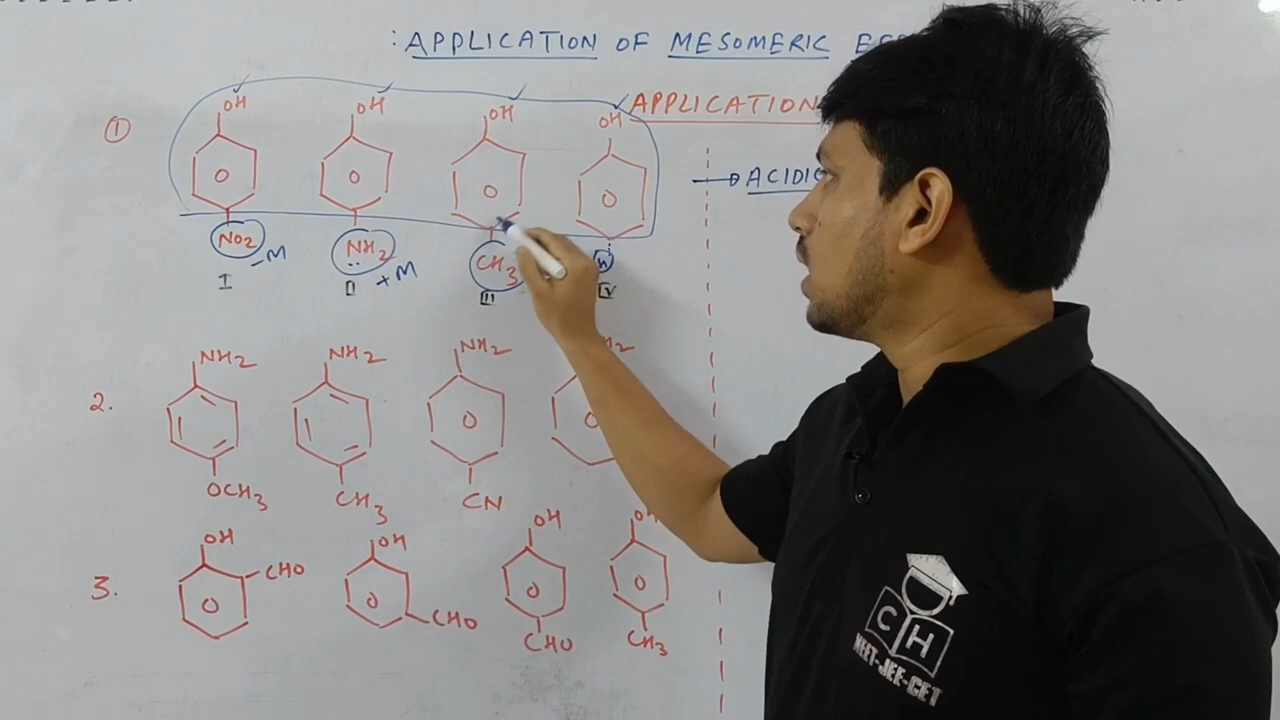 : APPLICATION OF MESOMERIC
APPLICATION
① OH OH OH OH
ACIDIC
NO2 NH2 CH3 H
-M +M
I II III IV
2. NH2 NH2 NH2
OCH3 CH3 CN
3. OH OH OH OH
CHO CHO CHO CH3
CH
NEET-JEE-CET